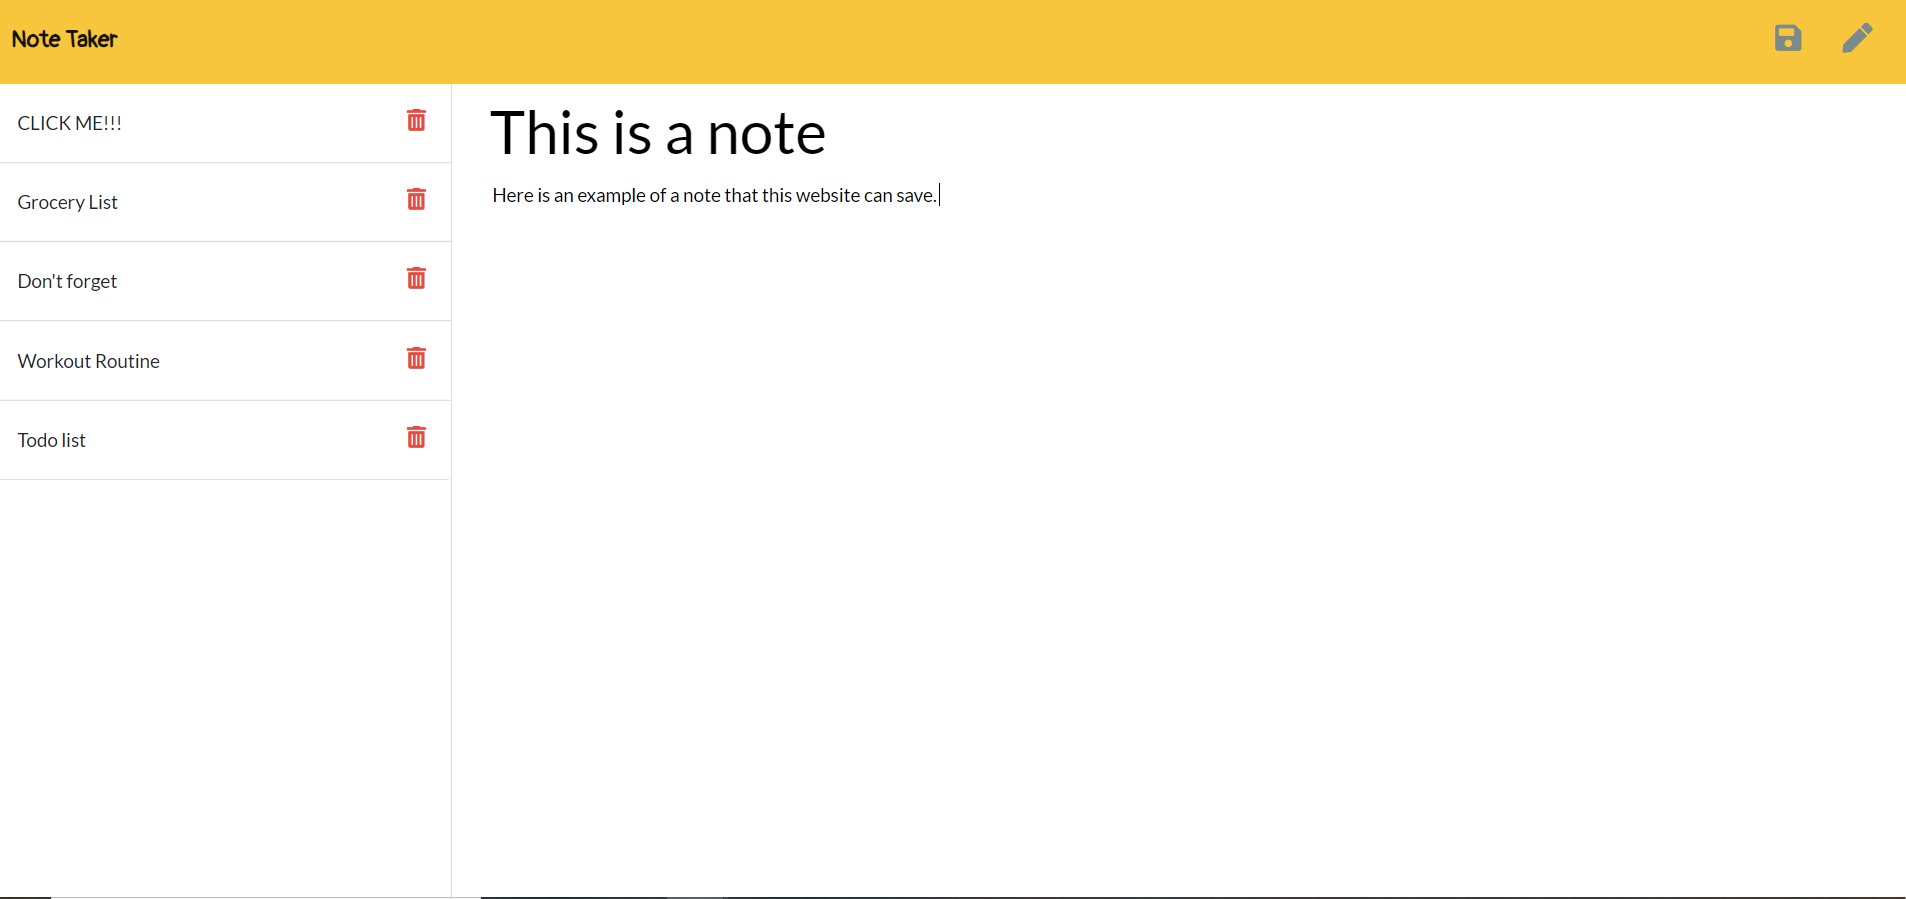 Note Taker
CLICK ME!!!
Grocery List
Don't forget
Workout Routine
Todo list
This is a note
Here is an example of a note that this website can save.